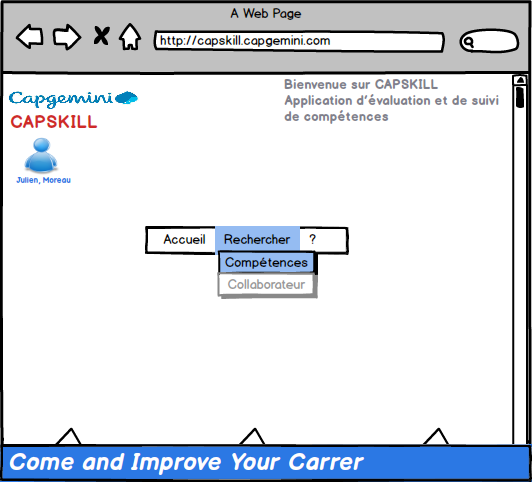 A Web Page
http://capskill.capgemini.com
Bienvenue sur CAPSKILL
Application d'évaluation et de suivi
de compétences
Capgemini
CAPSKILL
Julien, Moreau
Accueil Rechercher ?
Compétences
Collaborateur
Come and Improve Your Carrer